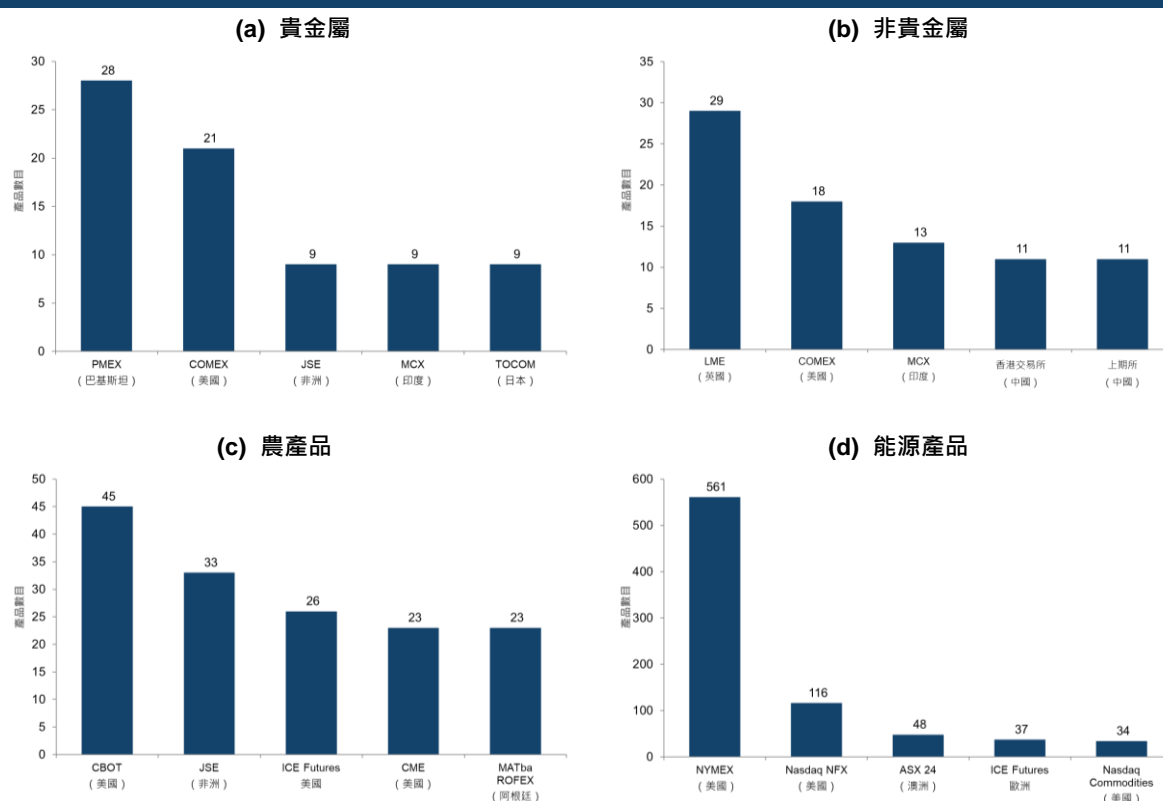 (a) 貴金屬
產品數目
30
25
20
15
10
5
0
28
21
9
9
9
PMEX
（巴基斯坦）
COMEX
（美國）
JSE
（非洲）
MCX
（印度）
TOCOM
（日本）
(b) 非貴金屬
產品數目
35
30
25
20
15
10
5
0
29
18
13
11
11
LME
（英國）
COMEX
（美國）
MCX
（印度）
香港交易所
（中國）
上期所
（中國）
(c) 農產品
產品數目
50
45
40
35
30
25
20
15
10
5
0
45
33
26
23
23
CBOT
（美國）
JSE
（非洲）
ICE Futures
美國
CME
（美國）
MATba
ROFEX
（阿根廷）
(d) 能源產品
產品數目
600
500
400
300
200
100
0
561
116
48
37
34
NYMEX
（美國）
Nasdaq NFX
（美國）
ASX 24
（澳洲）
ICE Futures
歐洲
Nasdaq
Commodities
（美國）